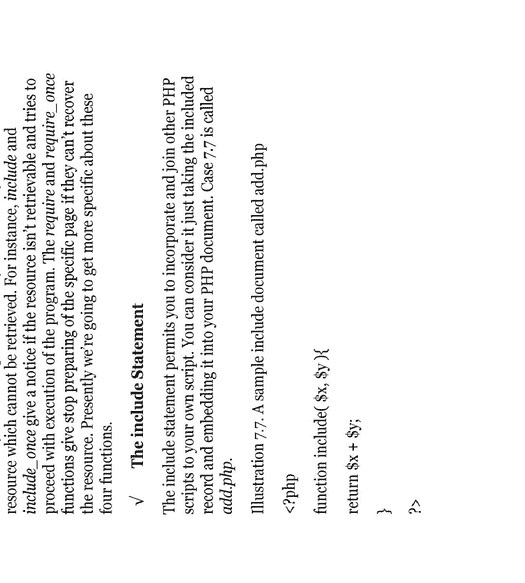 resource which cannot be retrieved. For instance, include and
include_once give a notice if the resource isn't retrievable and tries to
proceed with execution of the program. The require and require_once
functions give stop preparing of the specific page if they can't recover
the resource. Presently we're going to get more specific about these
four functions.
√ The include Statement
The include statement permits you to incorporate and join other PHP
scripts to your own script. You can consider it just taking the included
record and embedding it into your PHP document. Case 7.7 is called
add.php.
Illustration 7.7. A sample include document called add.php
<?php
function include( $x, $y ){
return $x + $y;
}
?>